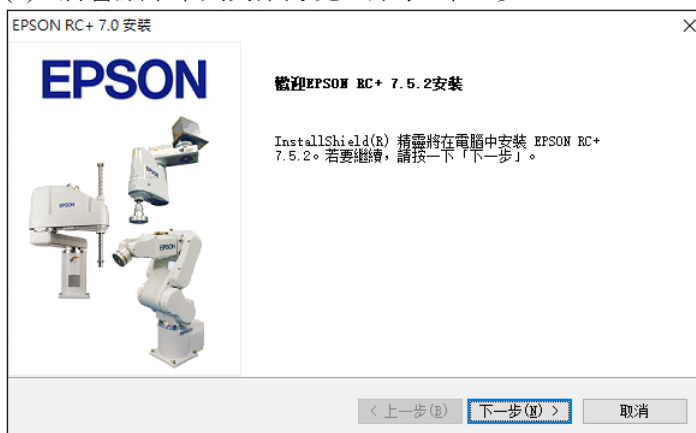 EPSON RC+ 7.0 安裝
EPSON
歡迎EPSON RC+ 7.5.2安裝
InstallShield(R) 精靈將在電腦中安裝 EPSON RC+
7.5.2。若要繼續，請按一下「下一步」。
EPSON
EPSON
< 上一步(B)
下一步(N) >
取消